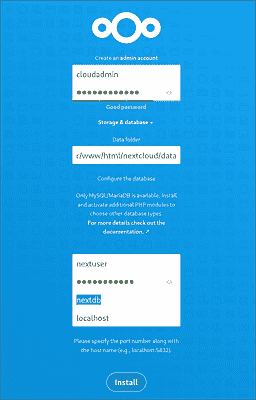 Create an admin account
cloudadmin
Good password
Storage & database
Data folder
r/www/html/nextcloud/data
Configure the database
Only MySQL/MariaDB is available. Install
and activate additional PHP modules to
choose other database types.
For more details check out the
documentation. ↗
nextuser
nextdb
localhost
Please specify the port number along with
the host name (e.g., localhost:5432).
Install